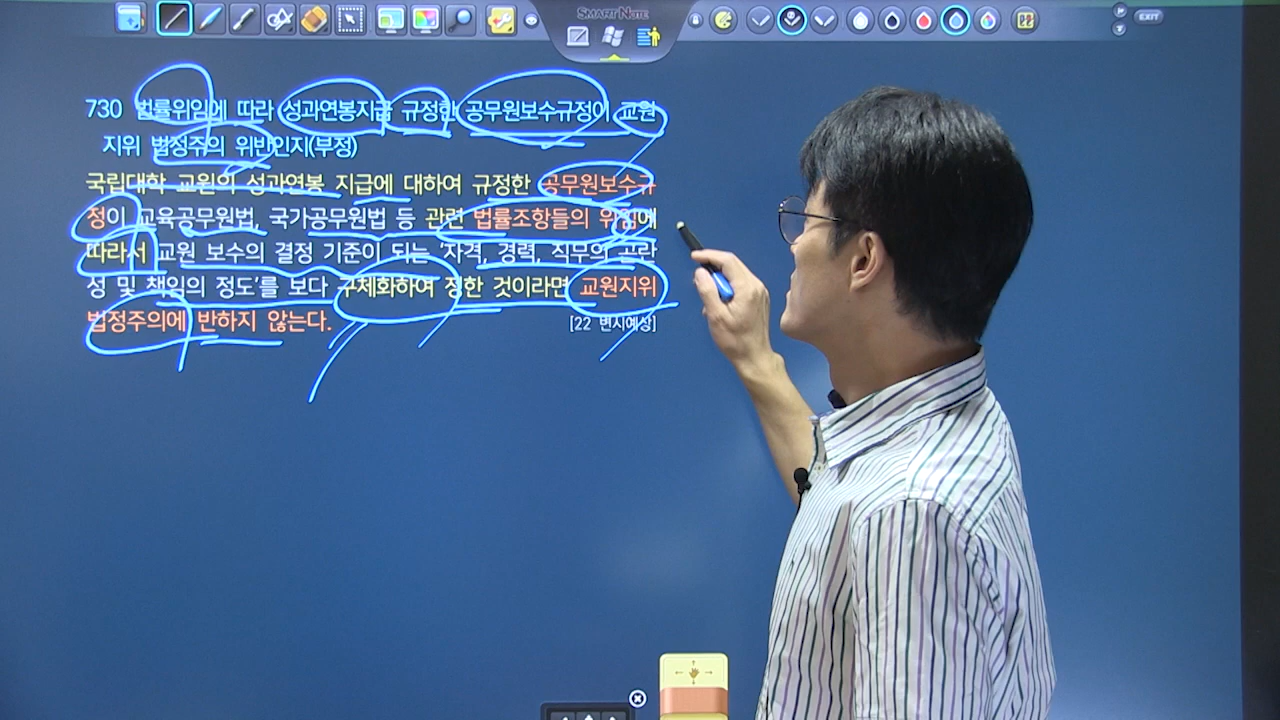 SMART NOTE
EXIT
730 법률위임에 따라 성과연봉지급 규정한 공무원보수규정이 교원
지위 법정주의 위반인지(부정)
국립대학 교원의 성과연봉 지급에 대하여 규정한 공무원보수규
정이 교육공무원법, 국가공무원법 등 관련 법률조항들의 위임에
따라서 교원 보수의 결정 기준이 되는 '자격, 경력, 직무의 곤란
성 및 책임의 정도'를 보다 구체화하여 정한 것이라면 교원지위
법정주의에 반하지 않는다.
[22 변시예상]